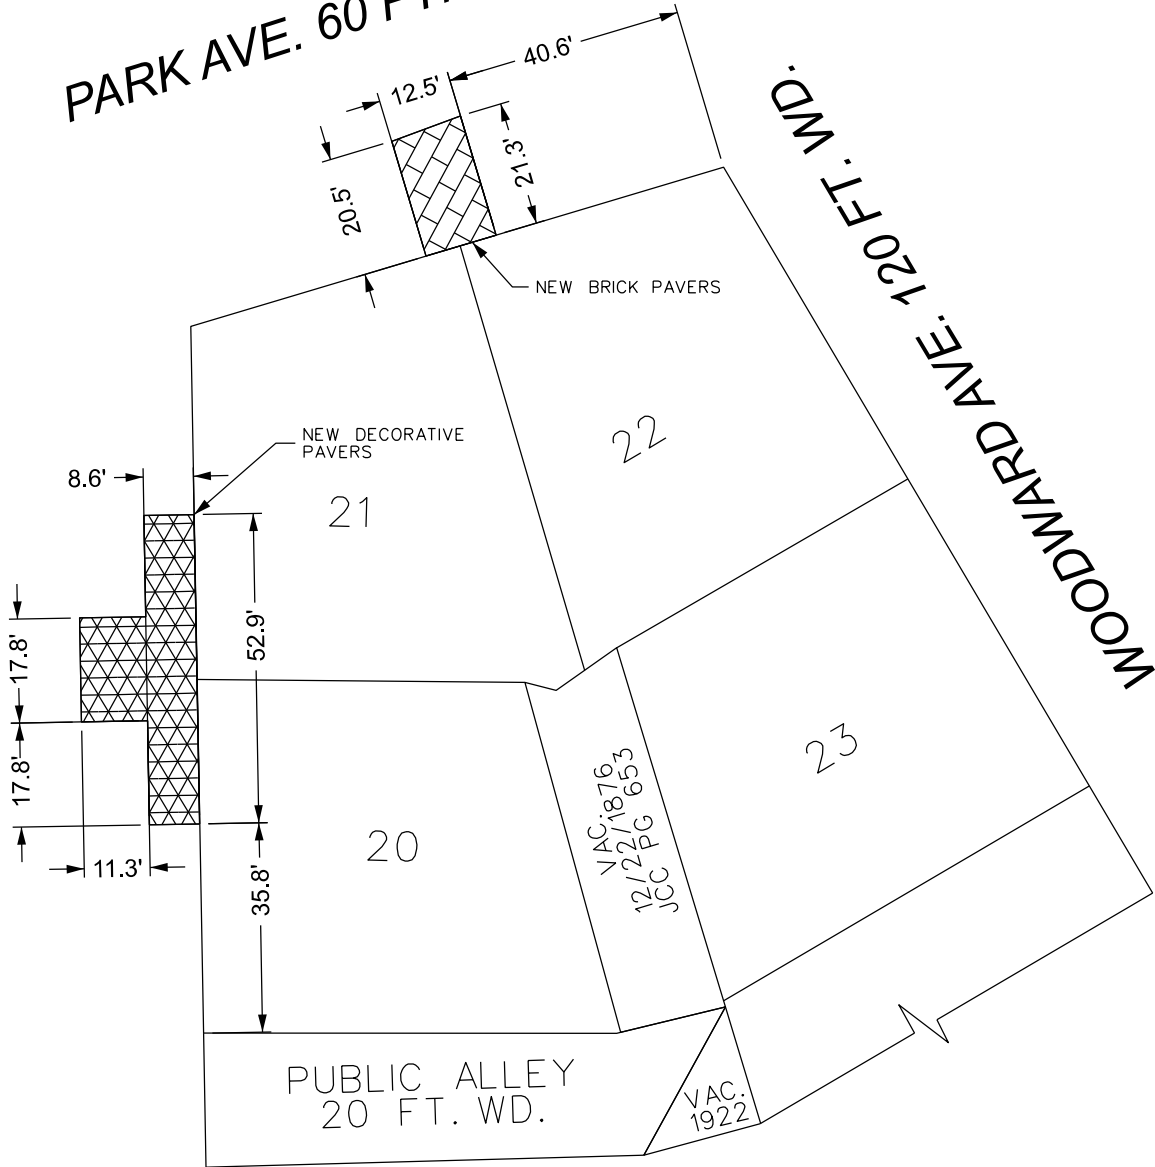 PARK AVE. 60 FT.
40.6'
12.5'
WOODWARD AVE. 120 FT. WD.
21.3'
20.5'
NEW BRICK PAVERS
22
NEW DECORATIVE
PAVERS
8.6'
21
52.9'
17.8'
17.8'
23
VAC.
12/22/1876
JCC PG 653
20
11.3'
35.8'
PUBLIC ALLEY
20 FT. WD.
VAC.
1922